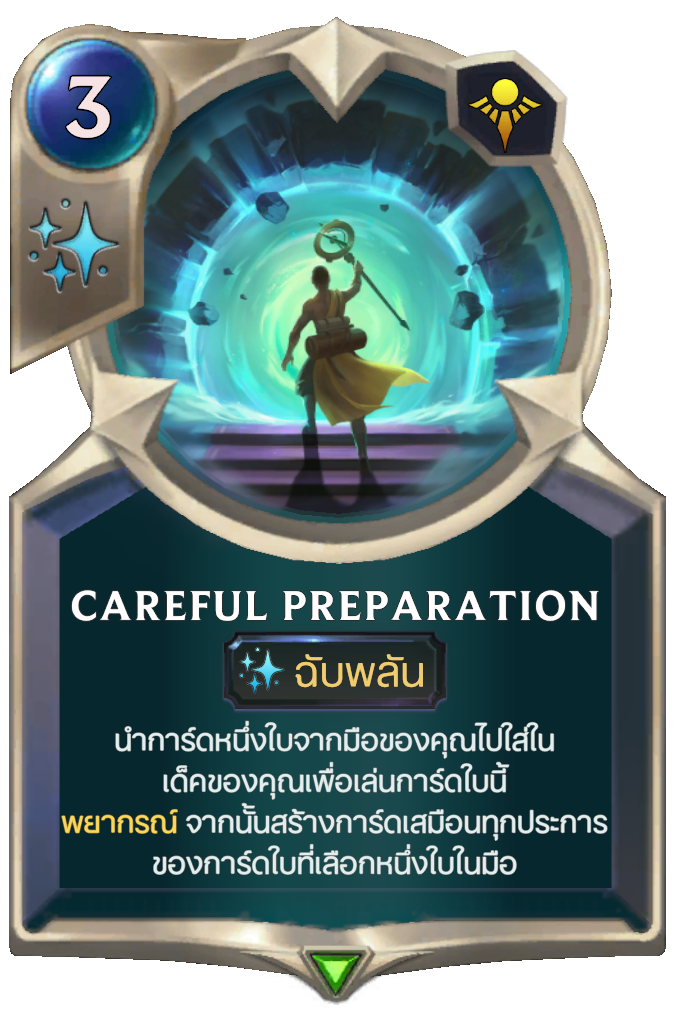 3
CAREFUL PREPARATION
ฉับพลัน
นำการ์ดหนึ่งใบจากมือของคุณไปใส่ใน
เด็คของคุณเพื่อเล่นการ์ดใบนี้
พยากรณ์ จากนั้นสร้างการ์ดเสมือนทุกประการ
ของการ์ดใบที่เลือกหนึ่งใบในมือ